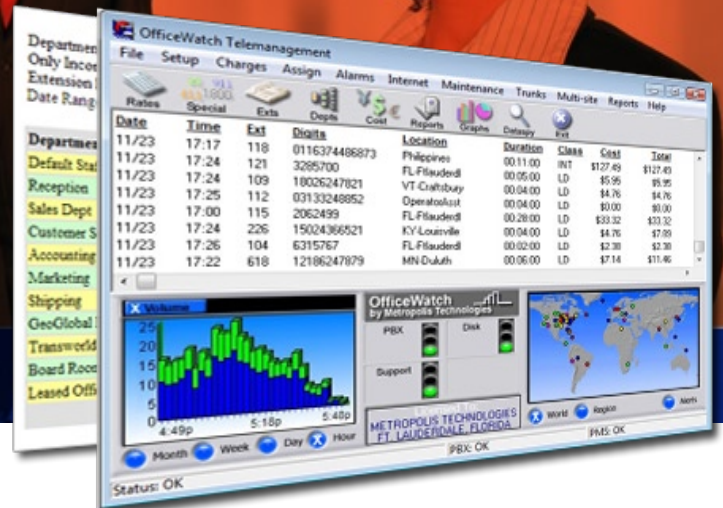 Departmen
Only Incor
Extension
Date Rang
Departmen
Default Stat
Reception
Sales Dept
Customer S
Accounting
Marketing
Shipping
GeoGlobal
Transworld
Board Roo
Leased Offi
OfficeWatch Telemanagement
File Setup Charges Assign Alarms Internet Maintenance Trunks Multi-site Reports Help
Rates Special Exts Depts Cost Reports Graphs Dataspy Exit
Date Time Ext Digits Location Duration Class Cost Total
11/23 17:17 118 0116374486873 Philippines 00:11:00 INT $127.49 $127.49
11/23 17:24 121 3285700 FL-Ftlauderdl 00:05:00 LD $5.95 $5.95
11/23 17:24 109 18026247821 VT-Craftsbury 00:04:00 LD $4.76 $4.76
11/23 17:25 112 03133248852 OperatorAsst 00:04:00 LD $0.00 $0.00
11/23 17:00 115 2062499 FL-Ftlauderdl 00:28:00 LD $33.32 $33.32
11/23 17:24 226 15024366521 KY-Louisville 00:04:00 LD $4.76 $7.89
11/23 17:26 104 6315767 FL-Ftlauderdl 00:02:00 LD $2.38 $2.38
11/23 17:22 618 12186247879 MN-Duluth 00:06:00 LD $7.14 $11.46
X Volume
25
20
15
10
5
0
4:49p 5:18p 5:48p
Month Week Day X Hour
OfficeWatch
by Metropolis Technologies
PBX Disk
Support
METROPOLIS TECHNOLOGIES
FT. LAUDERDALE, FLORIDA
X World Region Alerts
Status: OK PBX: OK PMS: OK